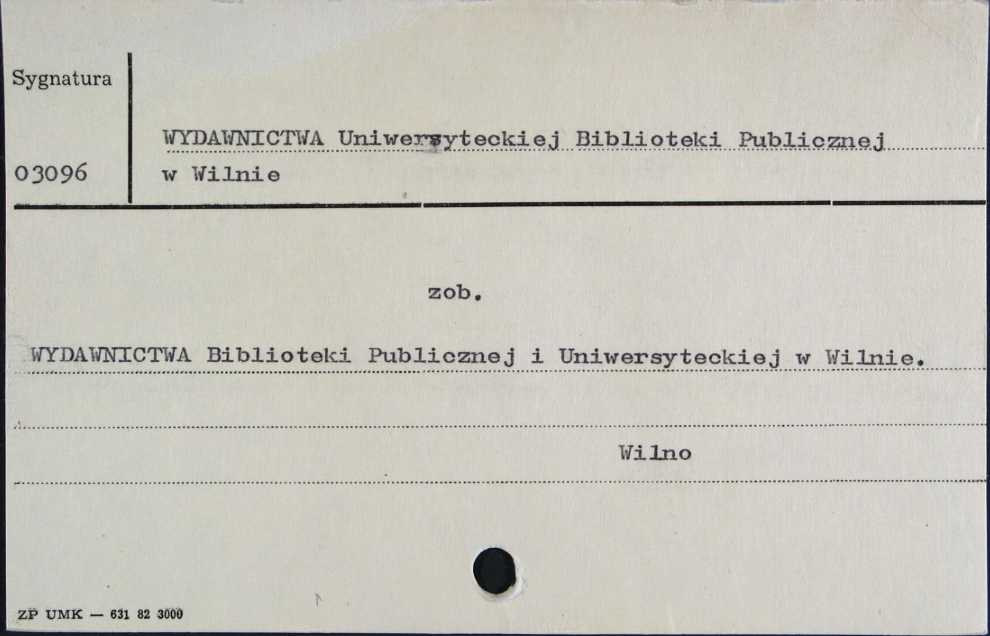 Sygnatura
WYDAWNICTWA Uniwersyteckiej Biblioteki Publicznej
03096 w Wilnie
zob.
WYDAWNICTWA Biblioteki Publicznej i Uniwersyteckiej w Wilnie.
Wilno
ZP UMK — 631 82 3000